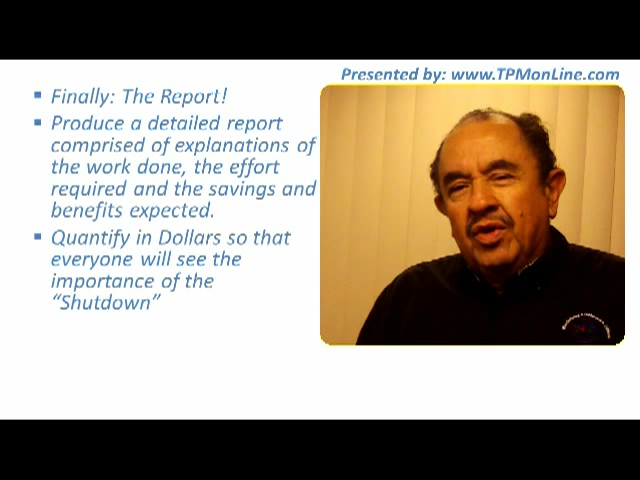 Presented by: www.TPMonLine.com
▪ Finally: The Report!
▪ Produce a detailed report
comprised of explanations of
the work done, the effort
required and the savings and
benefits expected.
▪ Quantify in Dollars so that
everyone will see the
importance of the
“Shutdown”